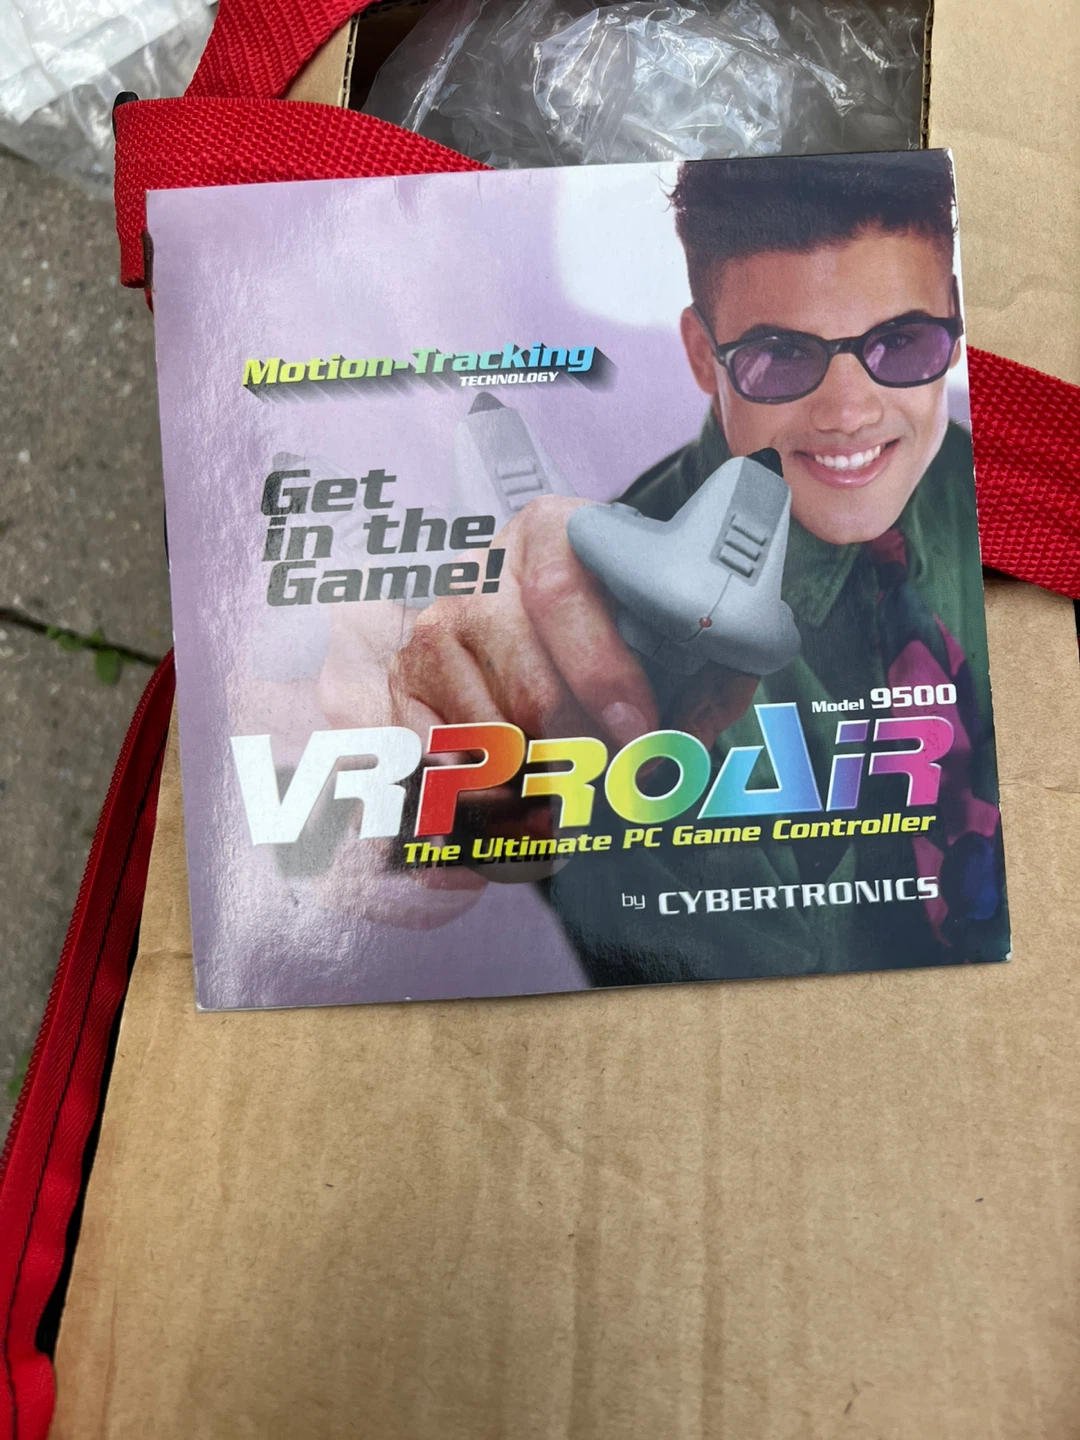 Motion-Tracking
TECHNOLOGY
Get
in the
Game!
Model 9500
VRPROAiR
The Ultimate PC Game Controller
by CYBERTRONICS